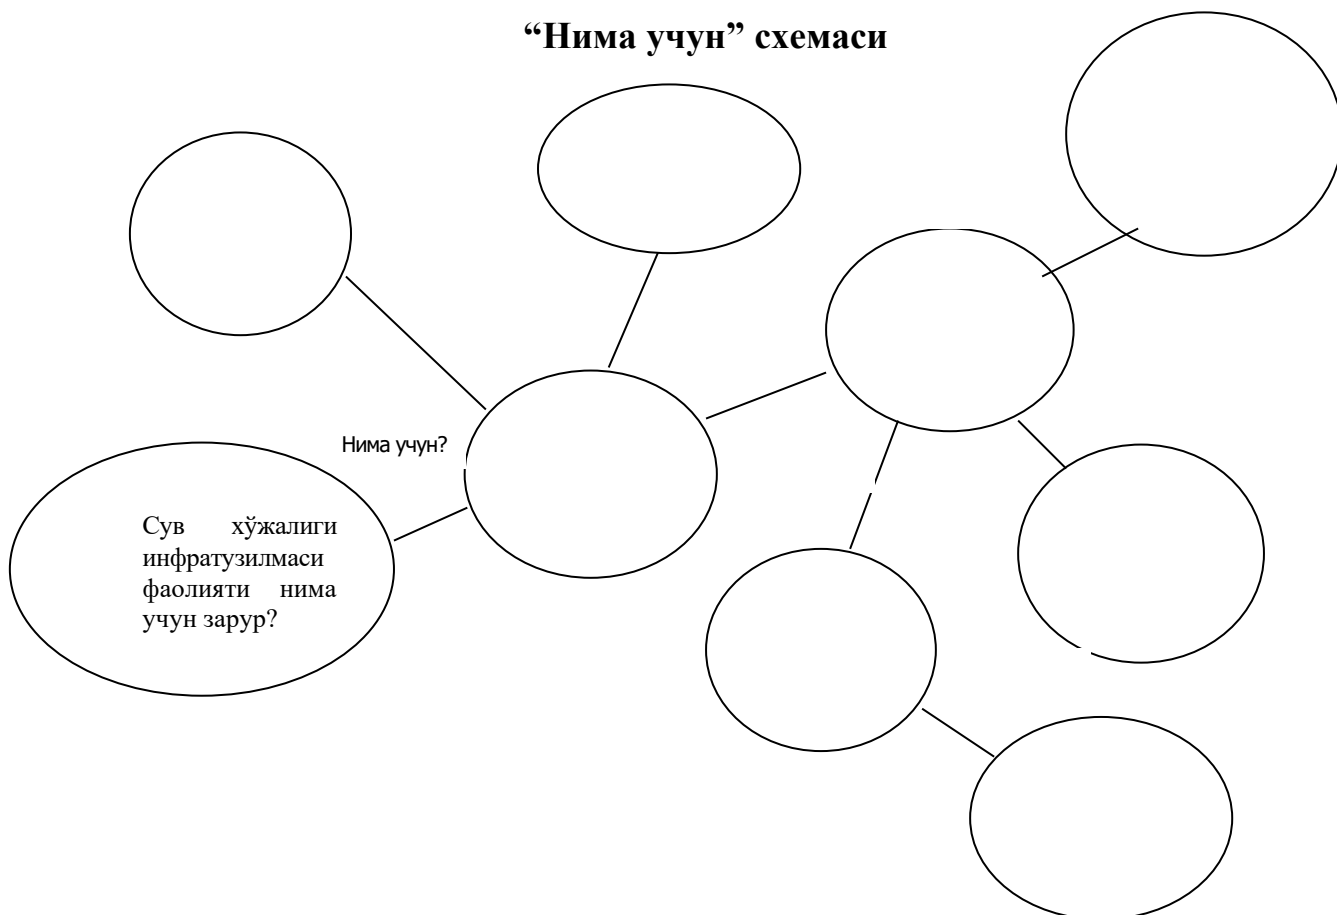 “Нима учун” схемаси
Нима учун?
Сув хўжалиги
инфратузилмаси
фаолияти нима
учун зарур?